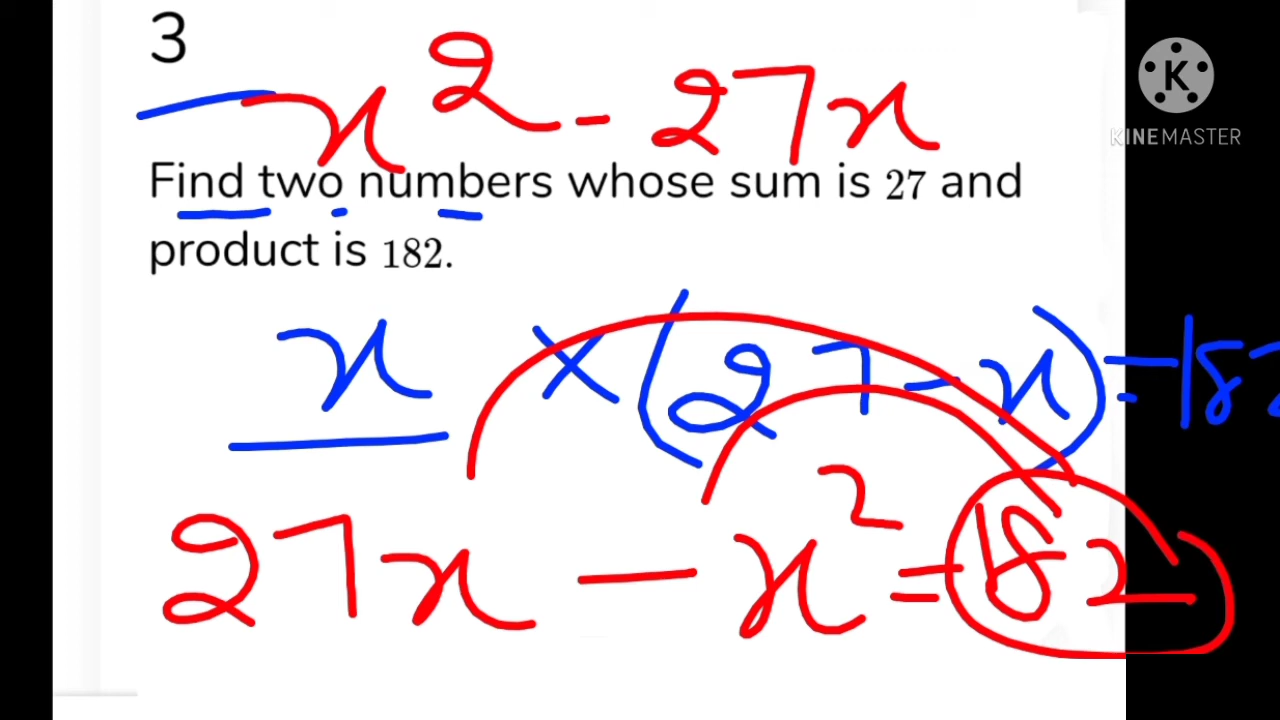 3
x² - 27x
K
KINEMASTER
Find two numbers whose sum is 27 and
product is 182.
x × (27 - x) = 182
27x - x² = 182